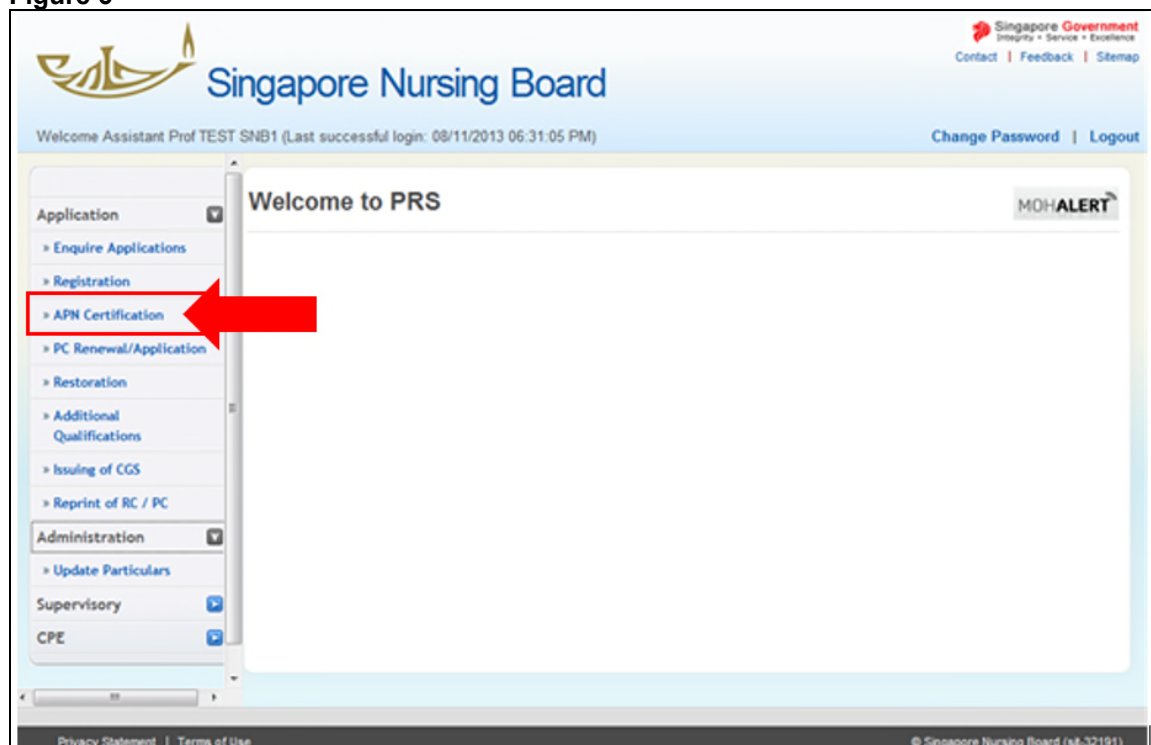 Singapore Government
Integrity • Service • Excellence
Contact | Feedback | Sitemap
Singapore Nursing Board
Welcome Assistant Prof TEST SNB1 (Last successful login: 08/11/2013 06:31:05 PM)
Change Password | Logout
Application
» Enquire Applications
» Registration
» APN Certification
» PC Renewal/Application
» Restoration
» Additional
Qualifications
» Issuing of CGS
» Reprint of RC / PC
Administration
» Update Particulars
Supervisory
CPE
Welcome to PRS
MOHALERT
Privacy Statement | Terms of Use
© Singapore Nursing Board (sit-32191)